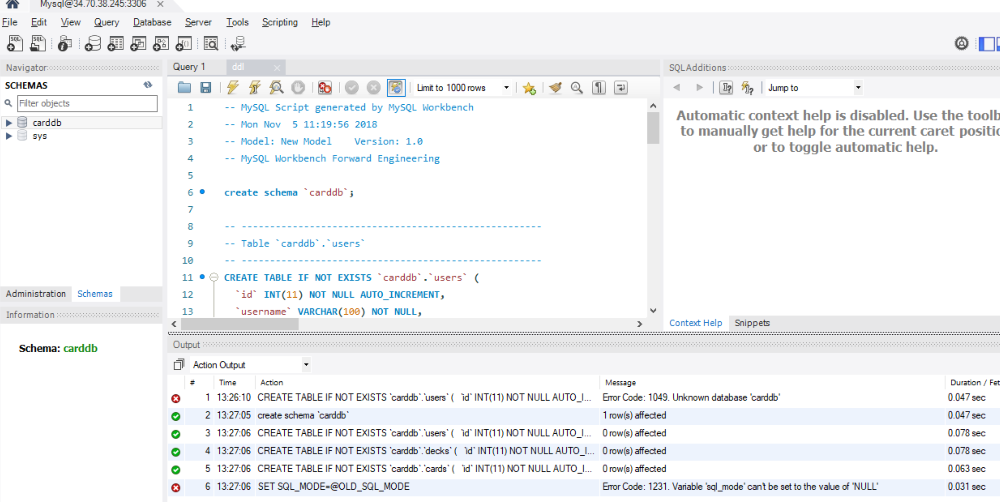 Mysql@34.70.38.245:3306
File Edit View Query Database Server Tools Scripting Help
SQL SQL
Navigator
SCHEMAS
Filter objects
carddb
sys
Administration Schemas
Information
Schema: carddb
Query 1 ddl
Limit to 1000 rows
1 -- MySQL Script generated by MySQL Workbench
2 -- Mon Nov  5 11:19:56 2018
3 -- Model: New Model    Version: 1.0
4 -- MySQL Workbench Forward Engineering
5
6 create schema `carddb`;
7
8 -- -----------------------------------------------------
9 -- Table `carddb`.`users`
10 -- -----------------------------------------------------
11 CREATE TABLE IF NOT EXISTS `carddb`.`users` (
12 `id` INT(11) NOT NULL AUTO_INCREMENT,
13 `username` VARCHAR(100) NOT NULL,
SQLAdditions
Jump to
Automatic context help is disabled. Use the toolb
to manually get help for the current caret positio
or to toggle automatic help.
Context Help Snippets
Output
Action Output
# Time Action Message Duration / Fet
1 13:26:10 CREATE TABLE IF NOT EXISTS `carddb`.`users` (   `id` INT(11) NOT NULL AUTO_I... Error Code: 1049. Unknown database 'carddb' 0.047 sec
2 13:27:05 create schema `carddb` 1 row(s) affected 0.047 sec
3 13:27:06 CREATE TABLE IF NOT EXISTS `carddb`.`users` (   `id` INT(11) NOT NULL AUTO_I... 0 row(s) affected 0.078 sec
4 13:27:06 CREATE TABLE IF NOT EXISTS `carddb`.`decks` (   `id` INT(11) NOT NULL AUTO_I... 0 row(s) affected 0.078 sec
5 13:27:06 CREATE TABLE IF NOT EXISTS `carddb`.`cards` (   `id` INT(11) NOT NULL AUTO_I... 0 row(s) affected 0.063 sec
6 13:27:06 SET SQL_MODE=@OLD_SQL_MODE Error Code: 1231. Variable 'sql_mode' can't be set to the value of 'NULL' 0.031 sec